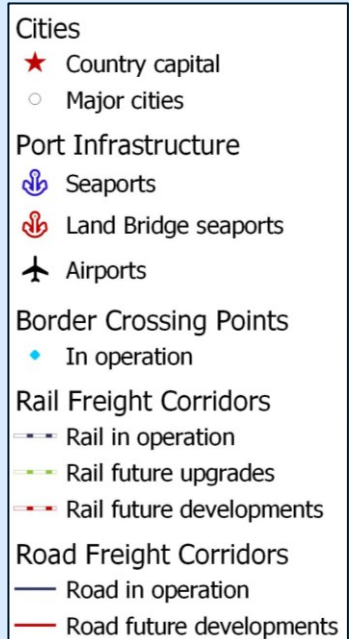 Cities
Country capital
Major cities
Port Infrastructure
Seaports
Land Bridge seaports
Airports
Border Crossing Points
In operation
Rail Freight Corridors
Rail in operation
Rail future upgrades
Rail future developments
Road Freight Corridors
Road in operation
Road future developments